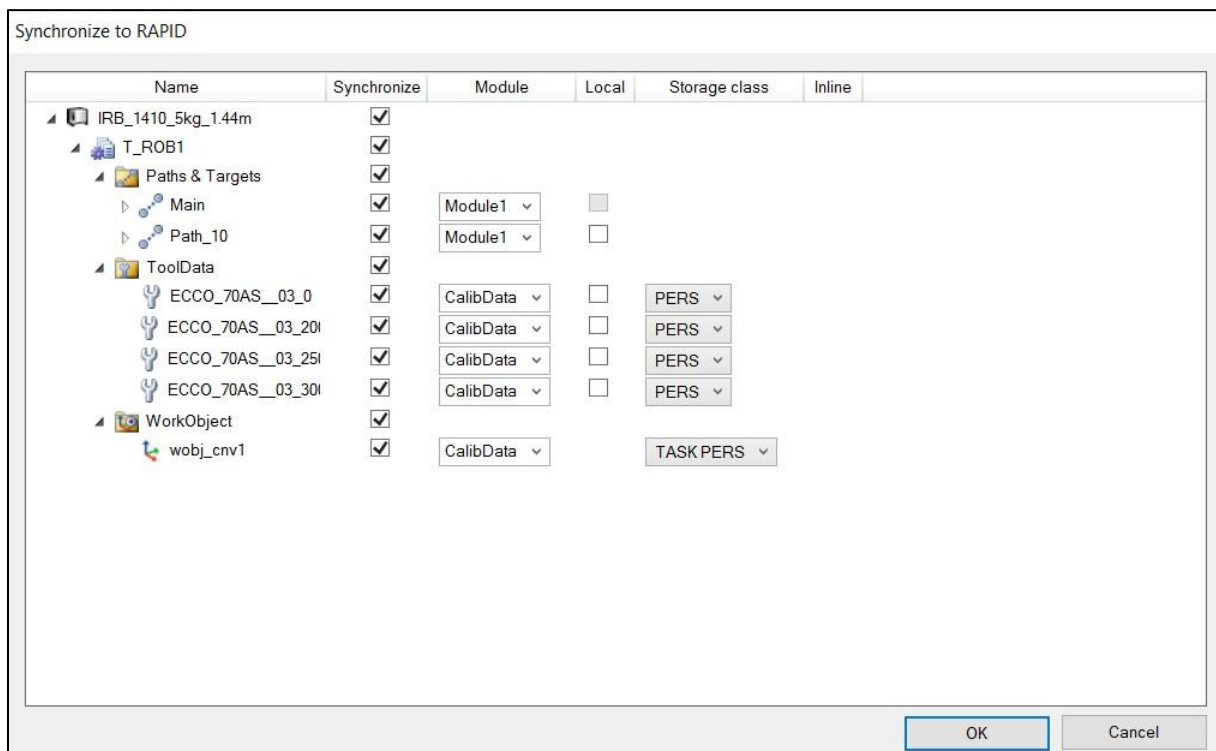 Synchronize to RAPID
Name Synchronize Module Local Storage class Inline
IRB_1410_5kg_1.44m
T_ROB1
Paths & Targets
Main Module1
Path_10 Module1
ToolData
ECCO_70AS__03_0 CalibData PERS
ECCO_70AS__03_20 CalibData PERS
ECCO_70AS__03_25 CalibData PERS
ECCO_70AS__03_30 CalibData PERS
WorkObject
wobj_cnv1 CalibData TASK PERS
OK Cancel